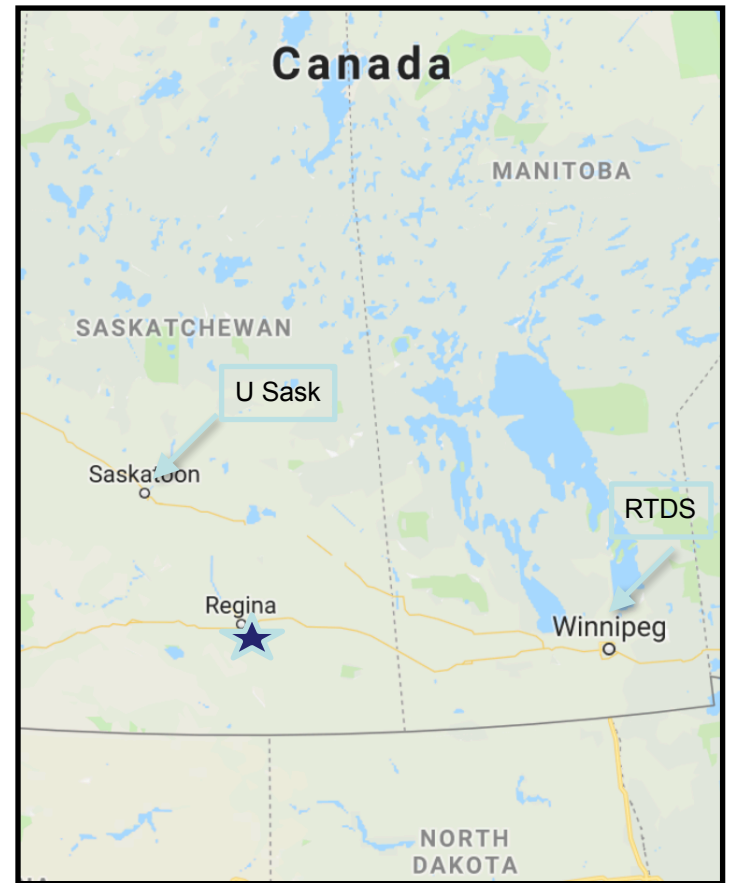 Canada
MANITOBA
SASKATCHEWAN
U Sask
Saskatoon
RTDS
Regina
Winnipeg
NORTH
DAKOTA